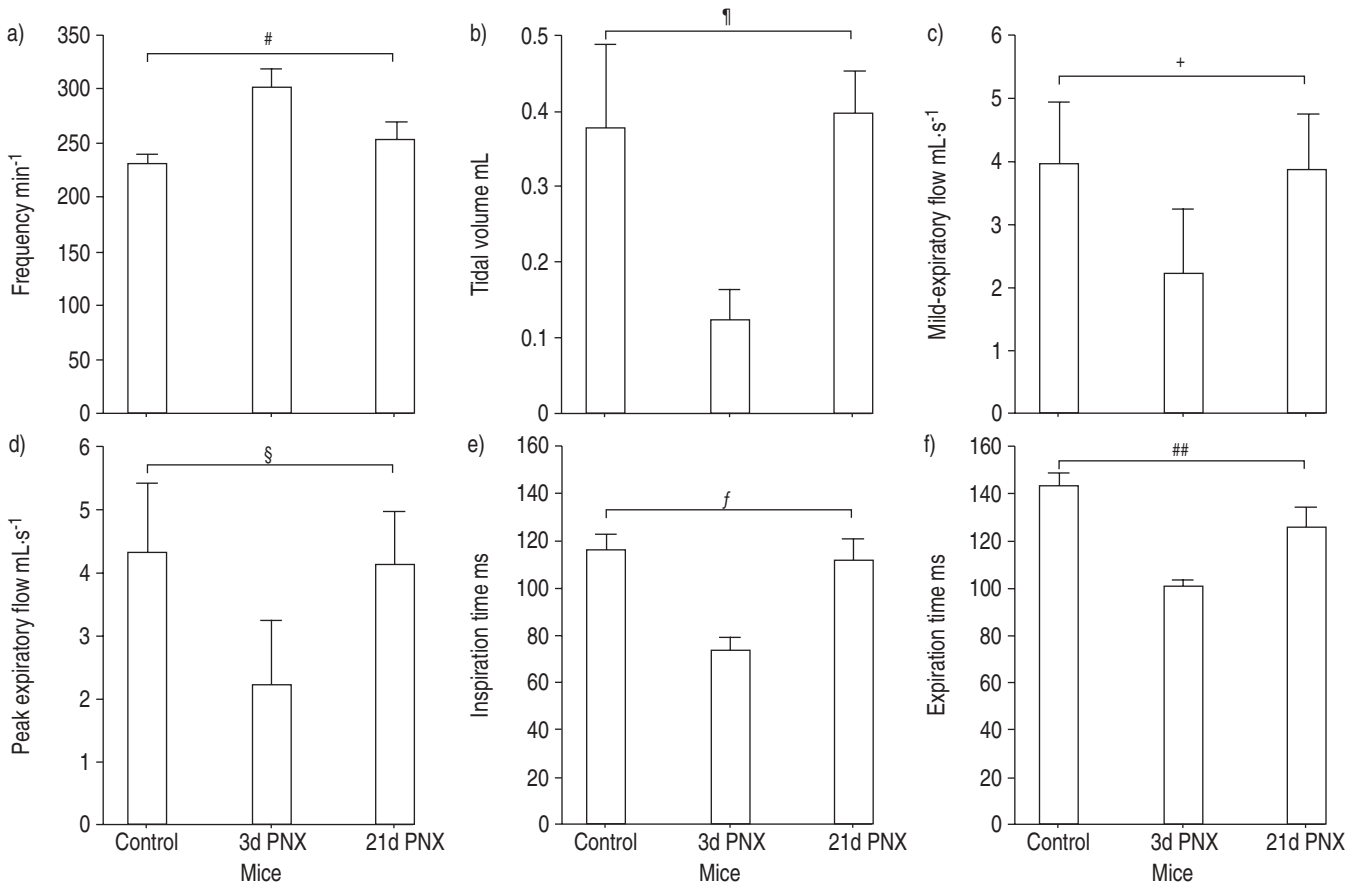 a)
350
300
250
200
150
100
50
0
Frequency min-1
#
b)
0.5
0.4
0.3
0.2
0.1
0
Tidal volume mL
¶
c)
6
5
4
3
2
1
0
Mild-expiratory flow mL·s-1
+
d)
6
5
4
3
2
1
0
Peak expiratory flow mL·s-1
§
Control 3d PNX 21d PNX
Mice
e)
160
140
120
100
80
60
40
20
0
Inspiration time ms
ƒ
Control 3d PNX 21d PNX
Mice
f)
160
140
120
100
80
60
40
20
0
Expiration time ms
##
Control 3d PNX 21d PNX
Mice